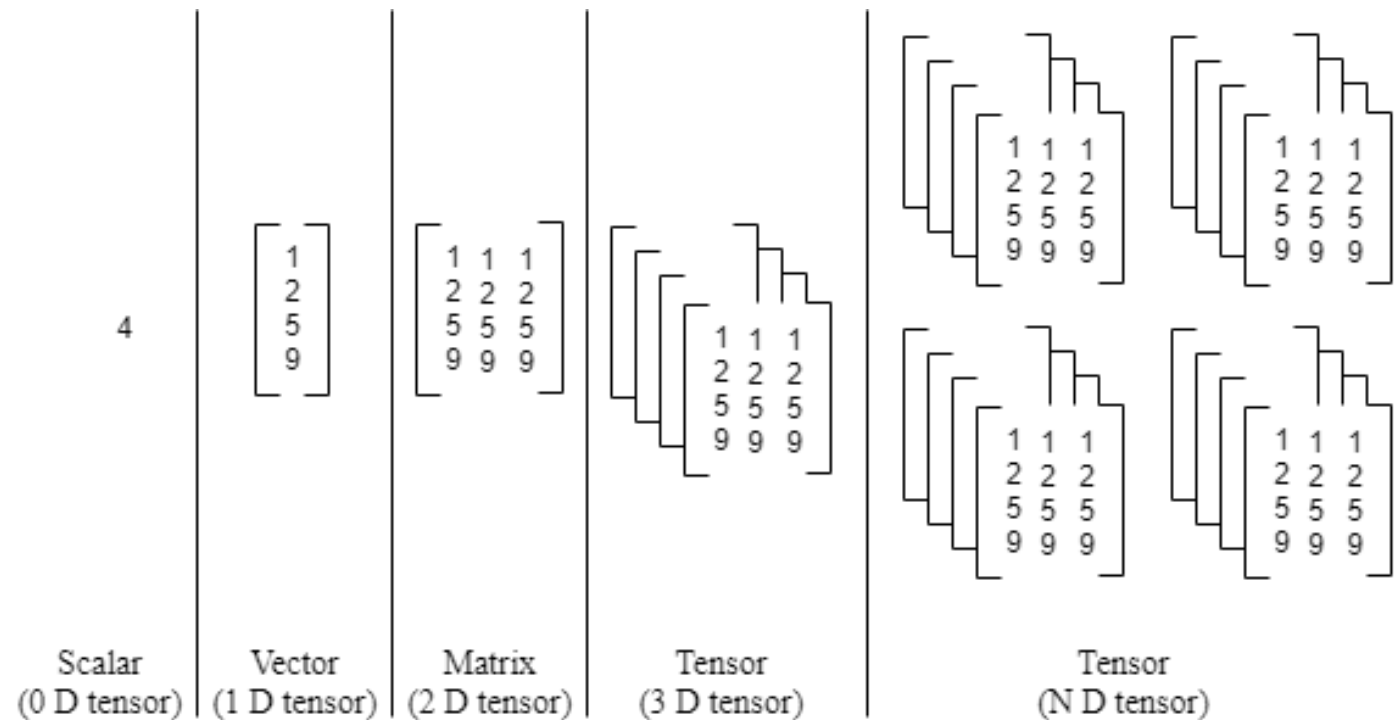 4
1
2
5
9
1 1 1
2 2 2
5 5 5
9 9 9
1 1 1
2 2 2
5 5 5
9 9 9
1 1 1
2 2 2
5 5 5
9 9 9
1 1 1
2 2 2
5 5 5
9 9 9
1 1 1
2 2 2
5 5 5
9 9 9
1 1 1
2 2 2
5 5 5
9 9 9
Scalar
(0 D tensor)
Vector
(1 D tensor)
Matrix
(2 D tensor)
Tensor
(3 D tensor)
Tensor
(N D tensor)